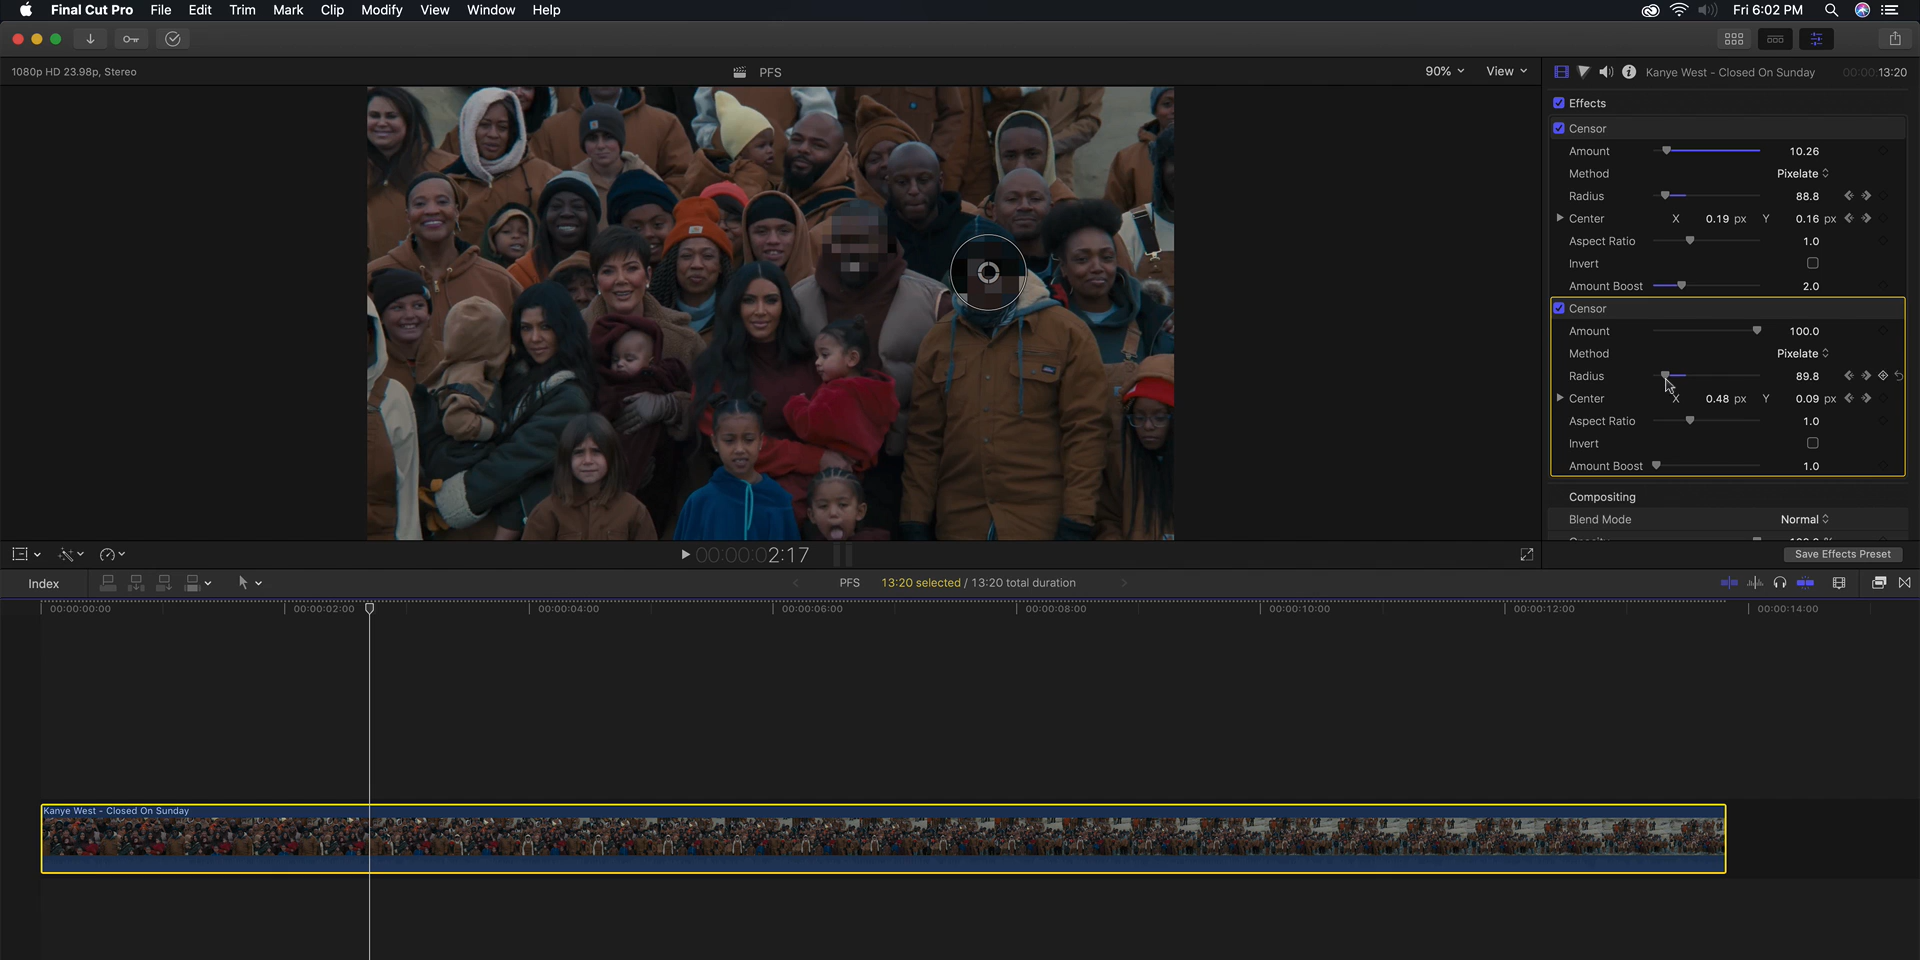 Final Cut Pro File Edit Trim Mark Clip Modify View Window Help Fri 6:02 PM
1080p HD 23.98p, Stereo PFS 90% View Kanye West - Closed On Sunday 00:00:13:20
Effects
Censor
Amount 10.26
Method Pixelate
Radius 88.8
Center X 0.19 px Y 0.16 px
Aspect Ratio 1.0
Invert
Amount Boost 2.0
Censor
Amount 100.0
Method Pixelate
Radius 89.8
Center X 0.48 px Y 0.09 px
Aspect Ratio 1.0
Invert
Amount Boost 1.0
Compositing
Blend Mode Normal
00:00:02:17 Save Effects Preset
Index PFS 13:20 selected / 13:20 total duration
00:00:00:00 00:00:02:00 00:00:04:00 00:00:06:00 00:00:08:00 00:00:10:00 00:00:12:00 00:00:14:00
Kanye West - Closed On Sunday